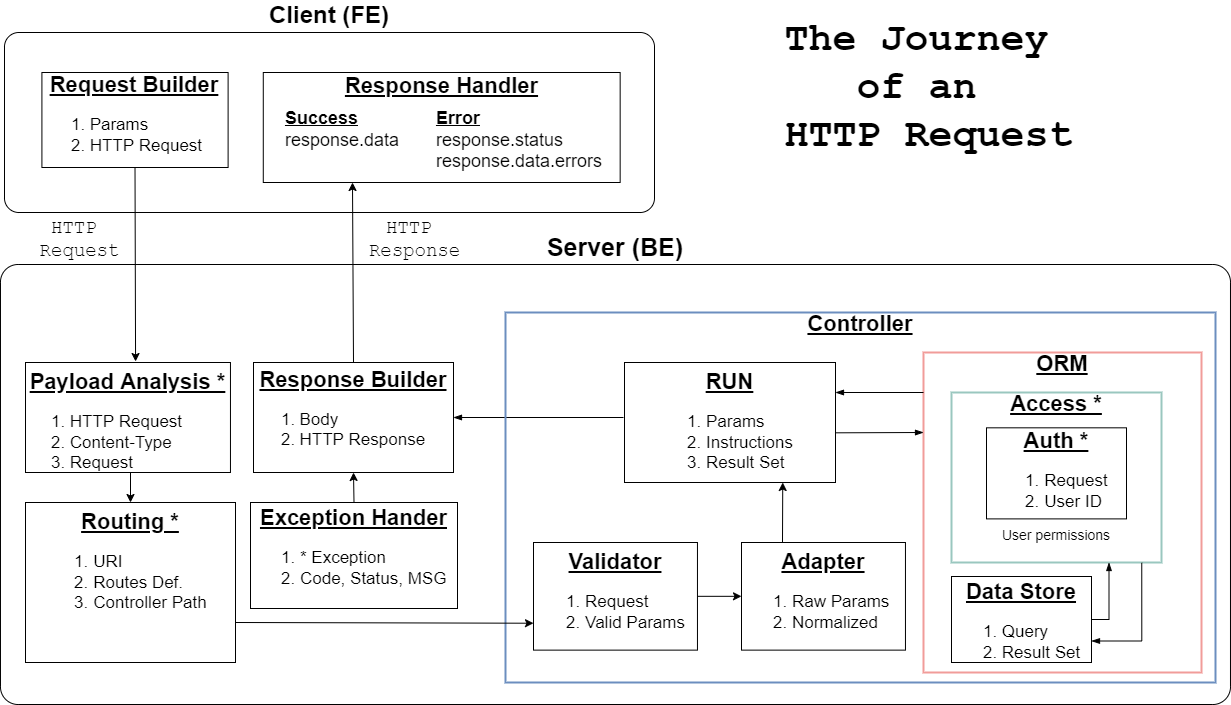 Client (FE)
The Journey
of an
HTTP Request
Request Builder
1. Params
2. HTTP Request
Response Handler
Success
response.data
Error
response.status
response.data.errors
HTTP
Request
HTTP
Response
Server (BE)
Payload Analysis *
1. HTTP Request
2. Content-Type
3. Request
Routing *
1. URI
2. Routes Def.
3. Controller Path
Response Builder
1. Body
2. HTTP Response
Exception Hander
1. * Exception
2. Code, Status, MSG
Controller
Validator
1. Request
2. Valid Params
Adapter
1. Raw Params
2. Normalized
RUN
1. Params
2. Instructions
3. Result Set
ORM
Access *
Auth *
1. Request
2. User ID
User permissions
Data Store
1. Query
2. Result Set